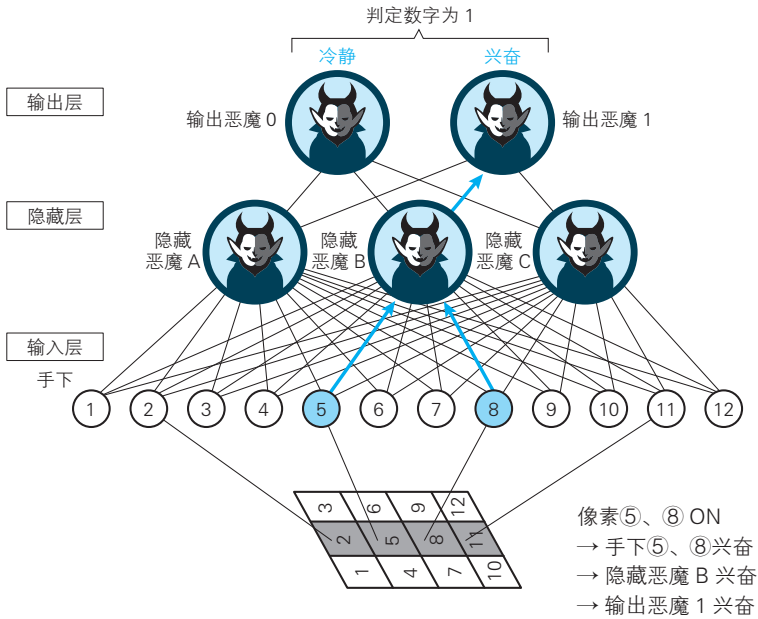 判定数字为 1
冷静
兴奋
输出层
输出恶魔 0
输出恶魔 1
隐藏层
隐藏
恶魔 A
隐藏
恶魔 B
隐藏
恶魔 C
输入层
手下
1 2 3 4 5 6 7 8 9 10 11 12
3 6 9 12
2 5 8 11
1 4 7 10
像素⑤、⑧ ON
→ 手下⑤、⑧兴奋
→ 隐藏恶魔 B 兴奋
→ 输出恶魔 1 兴奋